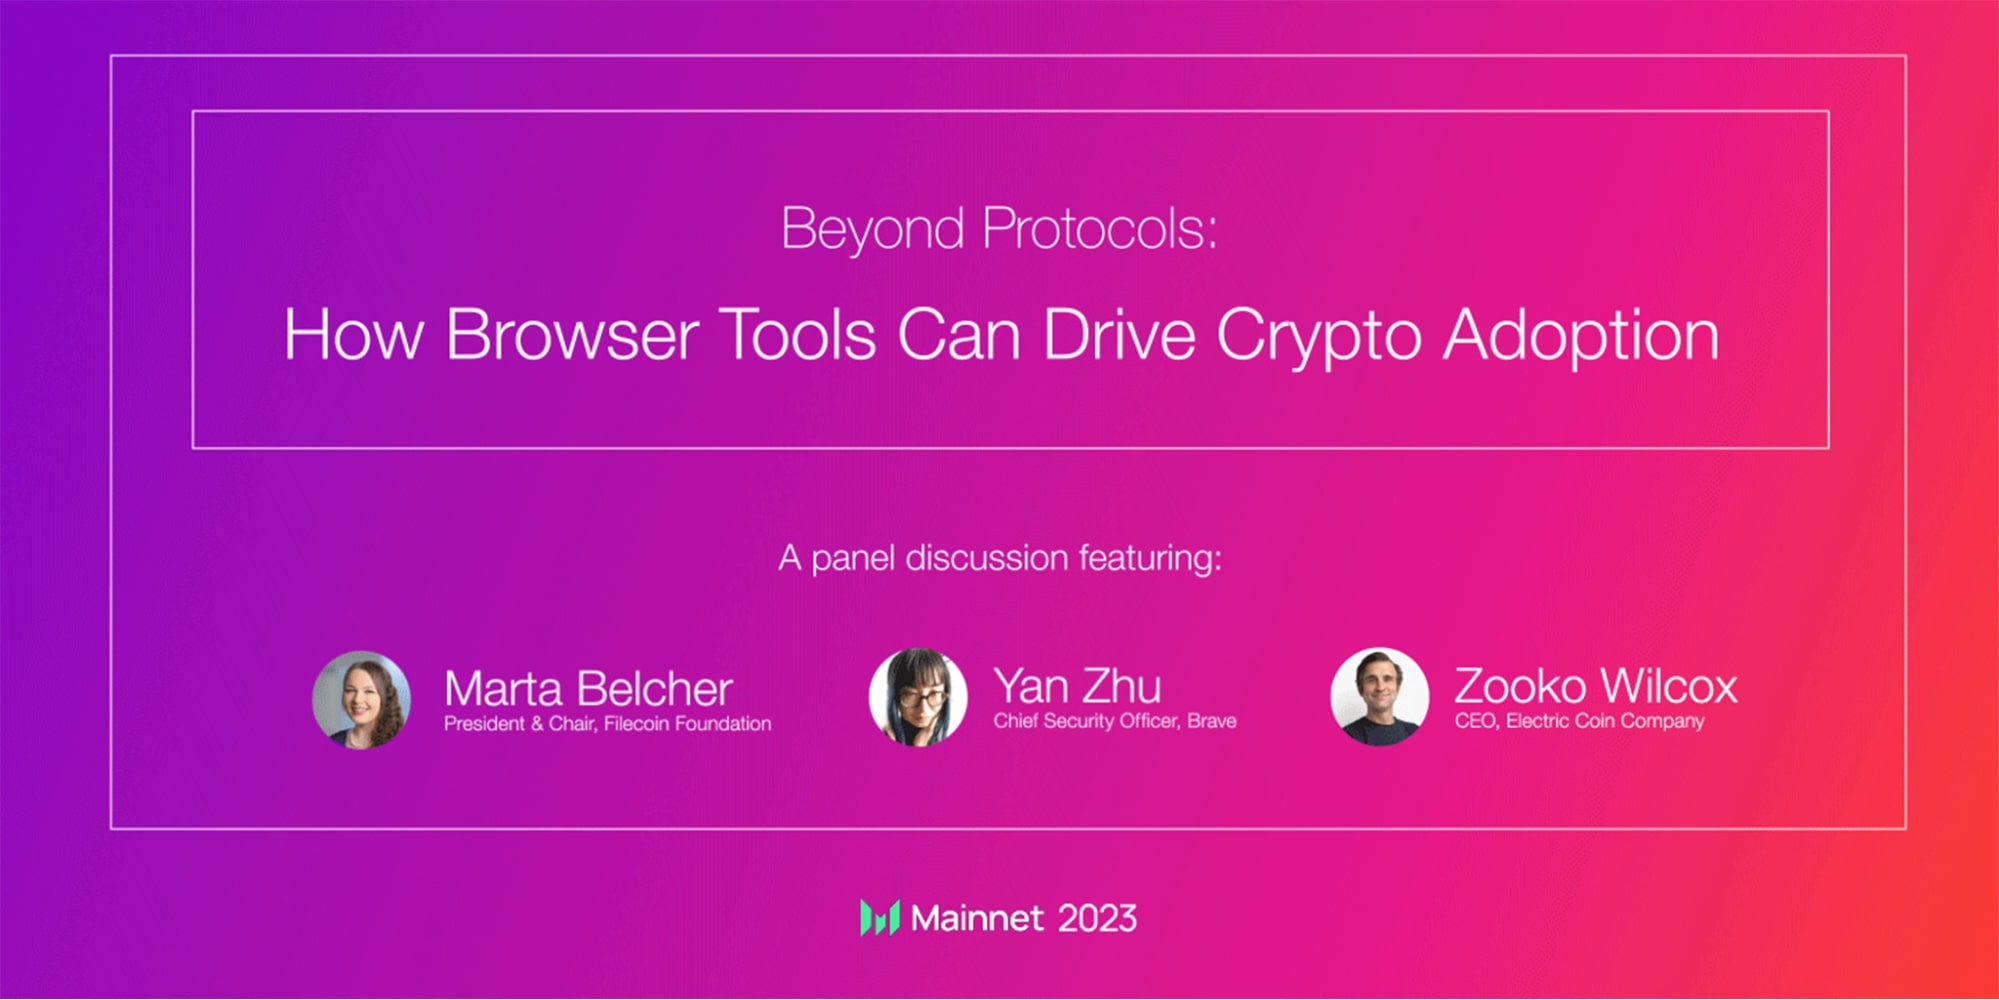 Beyond Protocols:
How Browser Tools Can Drive Crypto Adoption
A panel discussion featuring:
Marta Belcher
President & Chair, Filecoin Foundation
Yan Zhu
Chief Security Officer, Brave
Zooko Wilcox
CEO, Electric Coin Company
Mainnet 2023